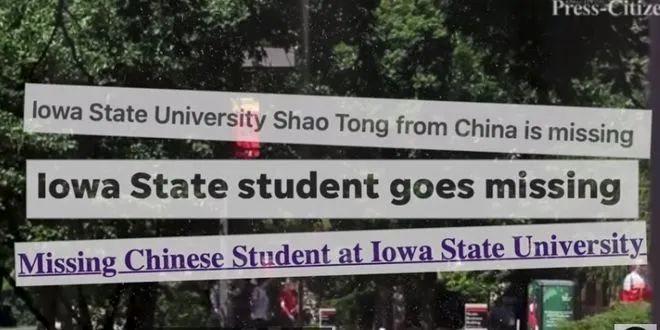 Press-Citize
Iowa State University Shao Tong from China is missing
Iowa State student goes missing
Missing Chinese Student at Iowa State University